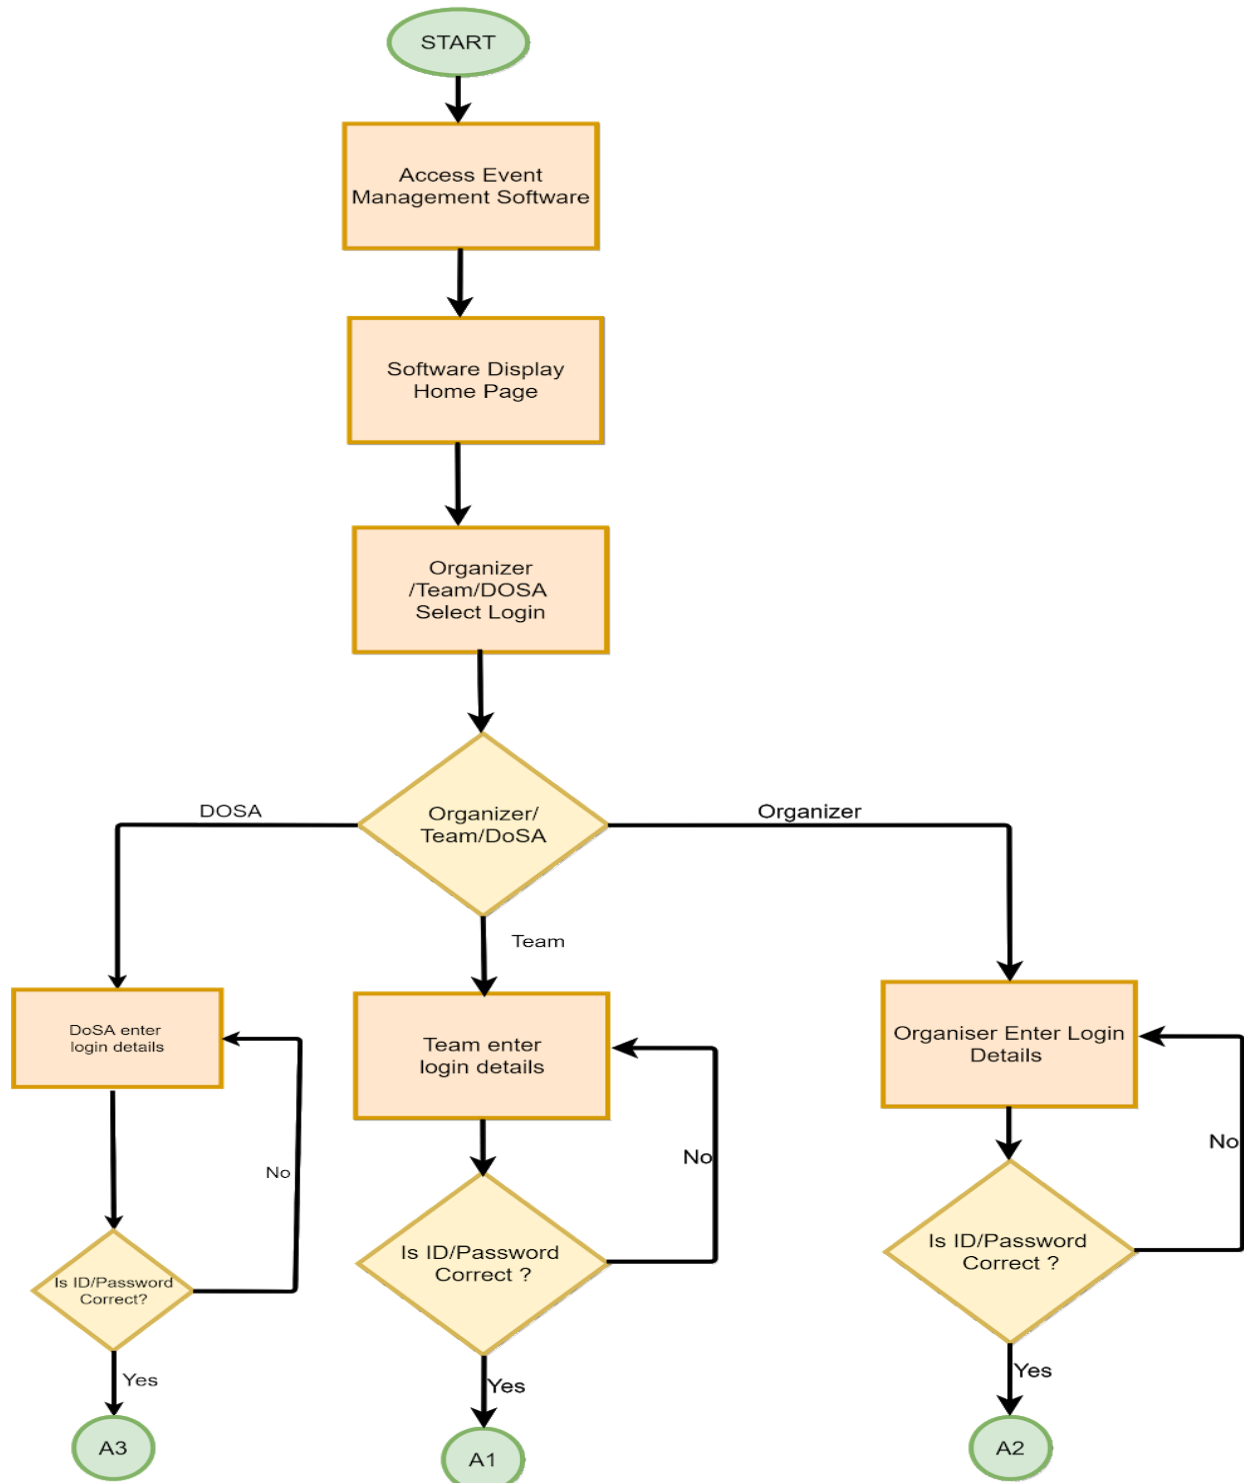 START
Access Event
Management Software
Software Display
Home Page
Organizer
/Team/DOSA
Select Login
Organizer/
Team/DoSA
DOSA
Organizer
Team
DoSA enter
login details
Team enter
login details
Organiser Enter Login
Details
No
No
No
Is ID/Password
Correct?
Is ID/Password
Correct ?
Is ID/Password
Correct ?
Yes
Yes
Yes
A3
A1
A2